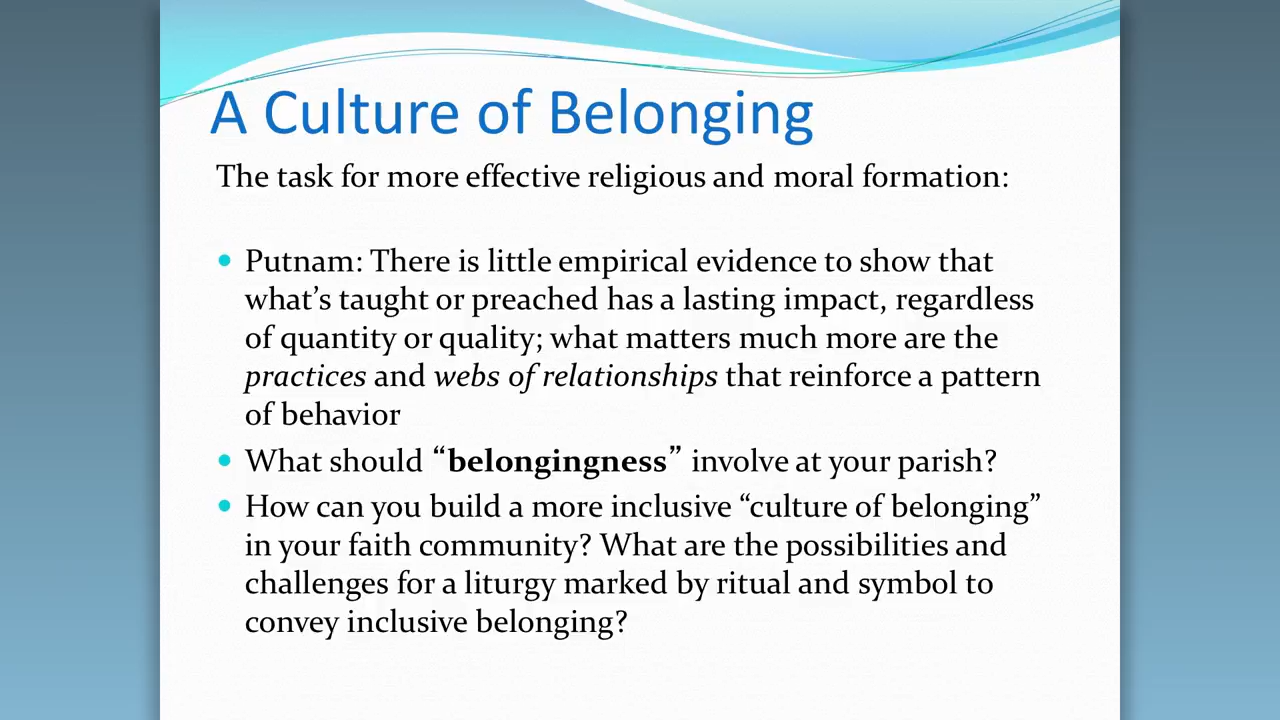 A Culture of Belonging
The task for more effective religious and moral formation:
Putnam: There is little empirical evidence to show that
what’s taught or preached has a lasting impact, regardless
of quantity or quality; what matters much more are the
practices and webs of relationships that reinforce a pattern
of behavior
What should “belongingness” involve at your parish?
How can you build a more inclusive “culture of belonging”
in your faith community? What are the possibilities and
challenges for a liturgy marked by ritual and symbol to
convey inclusive belonging?